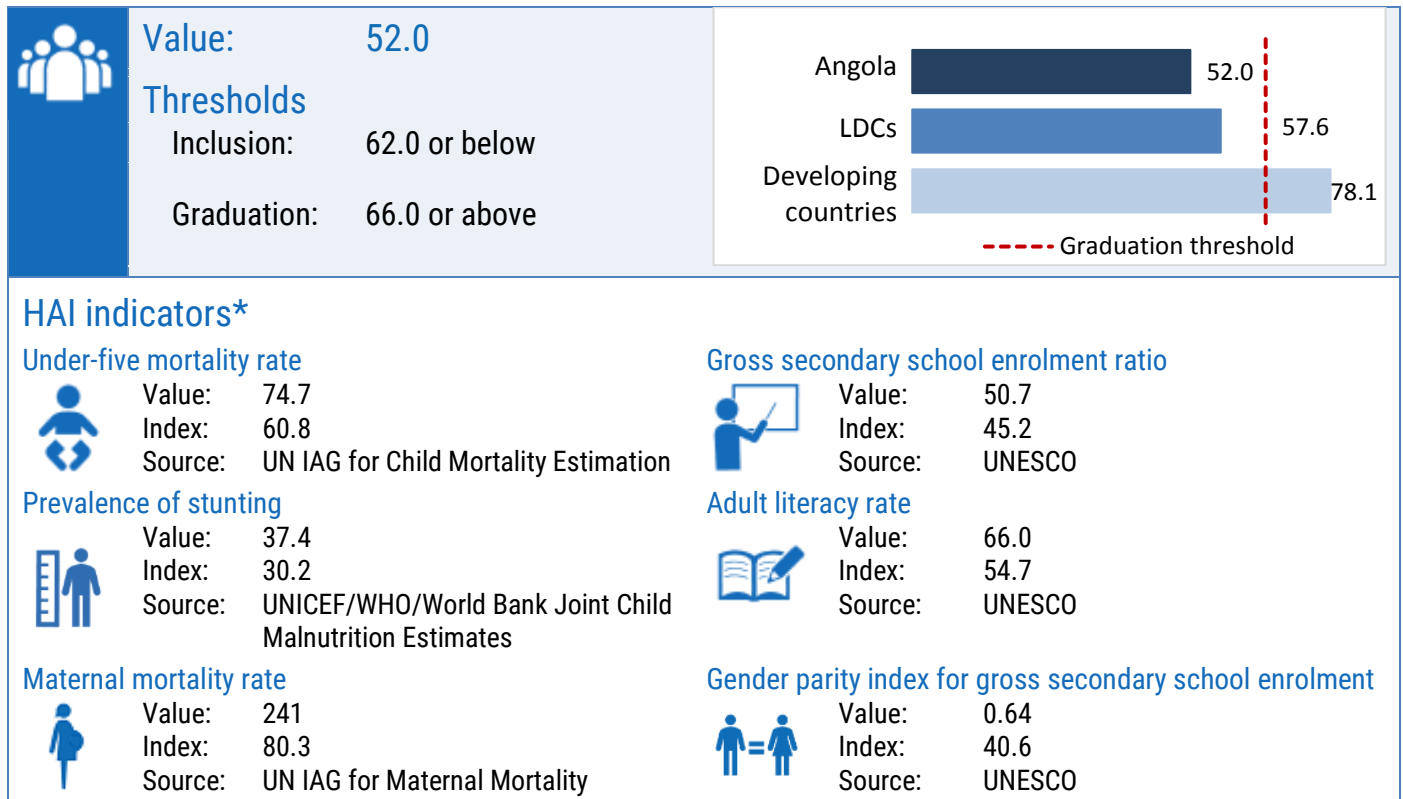 Value: 52.0
Thresholds
Inclusion: 62.0 or below
Graduation: 66.0 or above
Angola 52.0
LDCs 57.6
Developing
countries 78.1
Graduation threshold
HAI indicators*
Under-five mortality rate
Value: 74.7
Index: 60.8
Source: UN IAG for Child Mortality Estimation
Prevalence of stunting
Value: 37.4
Index: 30.2
Source: UNICEF/WHO/World Bank Joint Child
Malnutrition Estimates
Maternal mortality rate
Value: 241
Index: 80.3
Source: UN IAG for Maternal Mortality
Gross secondary school enrolment ratio
Value: 50.7
Index: 45.2
Source: UNESCO
Adult literacy rate
Value: 66.0
Index: 54.7
Source: UNESCO
Gender parity index for gross secondary school enrolment
Value: 0.64
Index: 40.6
Source: UNESCO